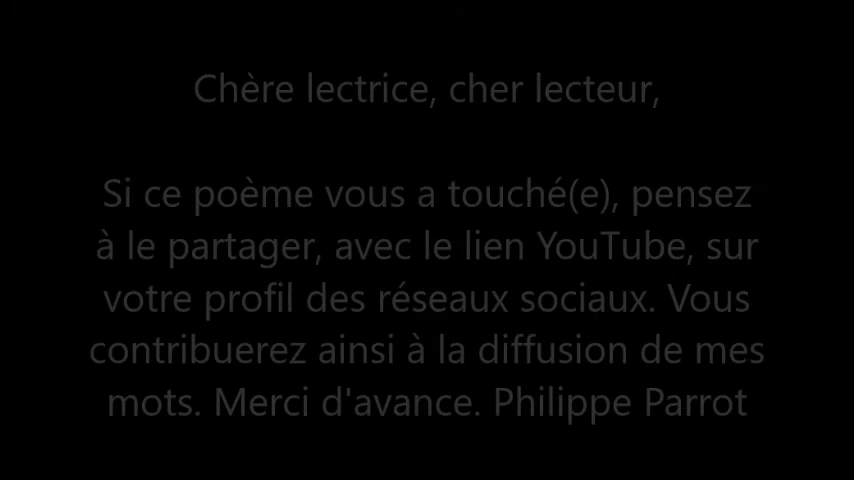 Chère lectrice, cher lecteur,
Si ce poème vous a touché(e), pensez
à le partager, avec le lien YouTube, sur
votre profil des réseaux sociaux. Vous
contribuerez ainsi à la diffusion de mes
mots. Merci d'avance. Philippe Parrot